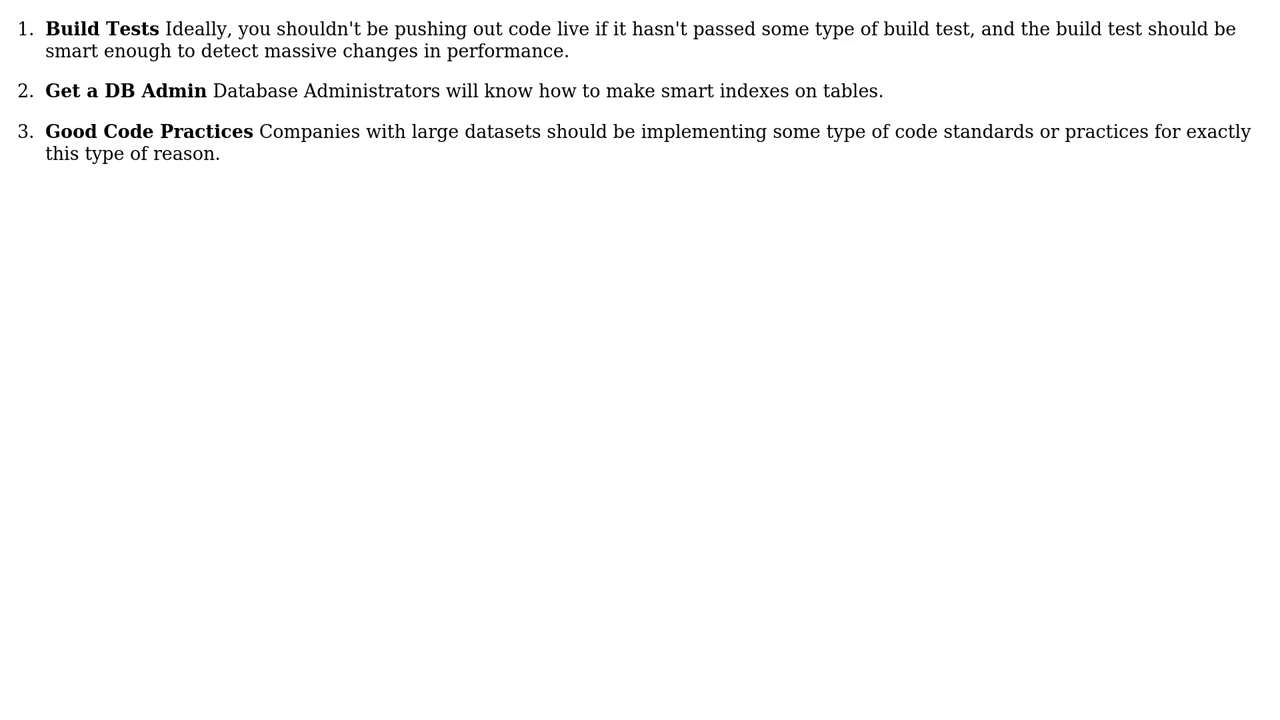 1. Build Tests Ideally, you shouldn't be pushing out code live if it hasn't passed some type of build test, and the build test should be
smart enough to detect massive changes in performance.
2. Get a DB Admin Database Administrators will know how to make smart indexes on tables.
3. Good Code Practices Companies with large datasets should be implementing some type of code standards or practices for exactly
this type of reason.